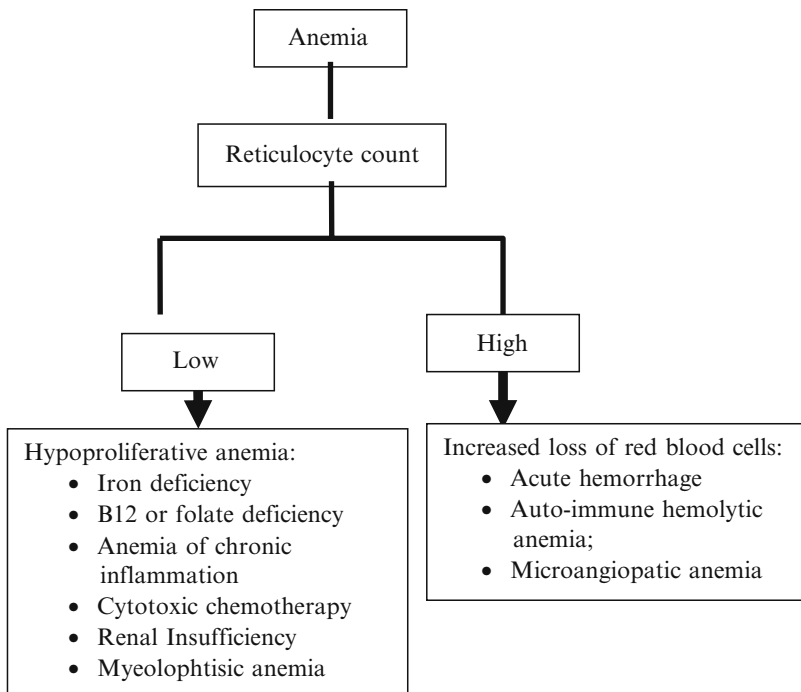 Anemia
Reticulocyte count
Low
High
Hypoproliferative anemia:
• Iron deficiency
• B12 or folate deficiency
• Anemia of chronic
inflammation
• Cytotoxic chemotherapy
• Renal Insufficiency
• Myeolophtisic anemia
Increased loss of red blood cells:
• Acute hemorrhage
• Auto-immune hemolytic
anemia;
• Microangiopatic anemia